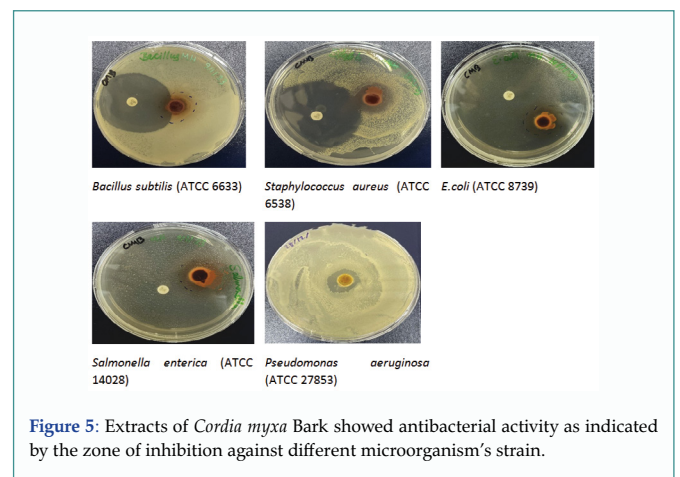 Bacillus subtilis (ATCC 6633)
Staphylococcus aureus (ATCC
6538)
E.coli (ATCC 8739)
CMB
CMB
Salmonella enterica (ATCC
14028)
Pseudomonas aeruginosa
(ATCC 27853)
Figure 5: Extracts of Cordia myxa Bark showed antibacterial activity as indicated
by the zone of inhibition against different microorganism's strain.